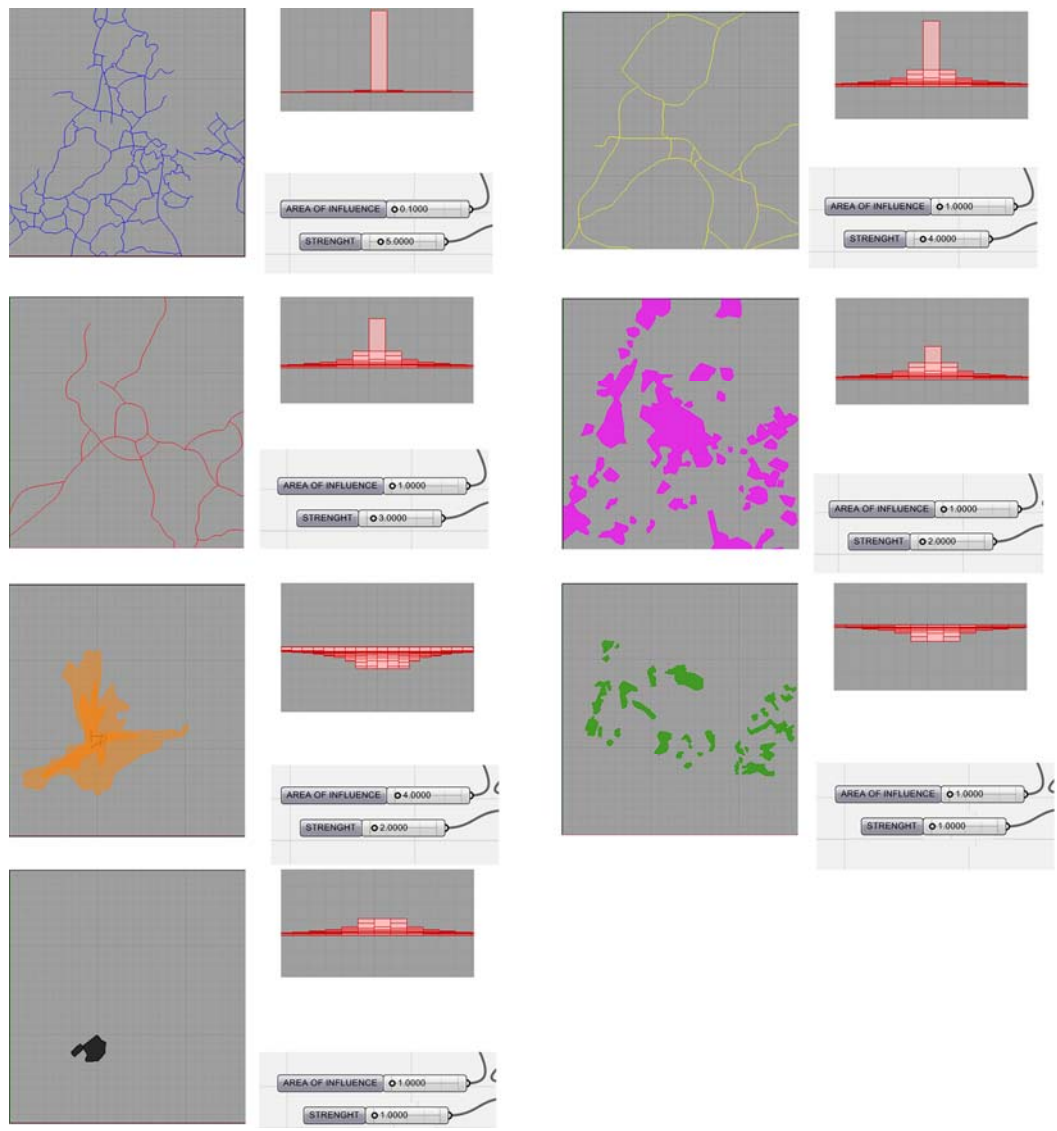 AREA OF INFLUENCE 0.1000
STRENGHT 5.0000
AREA OF INFLUENCE 1.0000
STRENGHT 4.0000
AREA OF INFLUENCE 1.0000
STRENGHT 3.0000
AREA OF INFLUENCE 1.0000
STRENGHT 2.0000
AREA OF INFLUENCE 4.0000
STRENGHT 2.0000
AREA OF INFLUENCE 1.0000
STRENGHT 1.0000
AREA OF INFLUENCE 1.0000
STRENGHT 1.0000